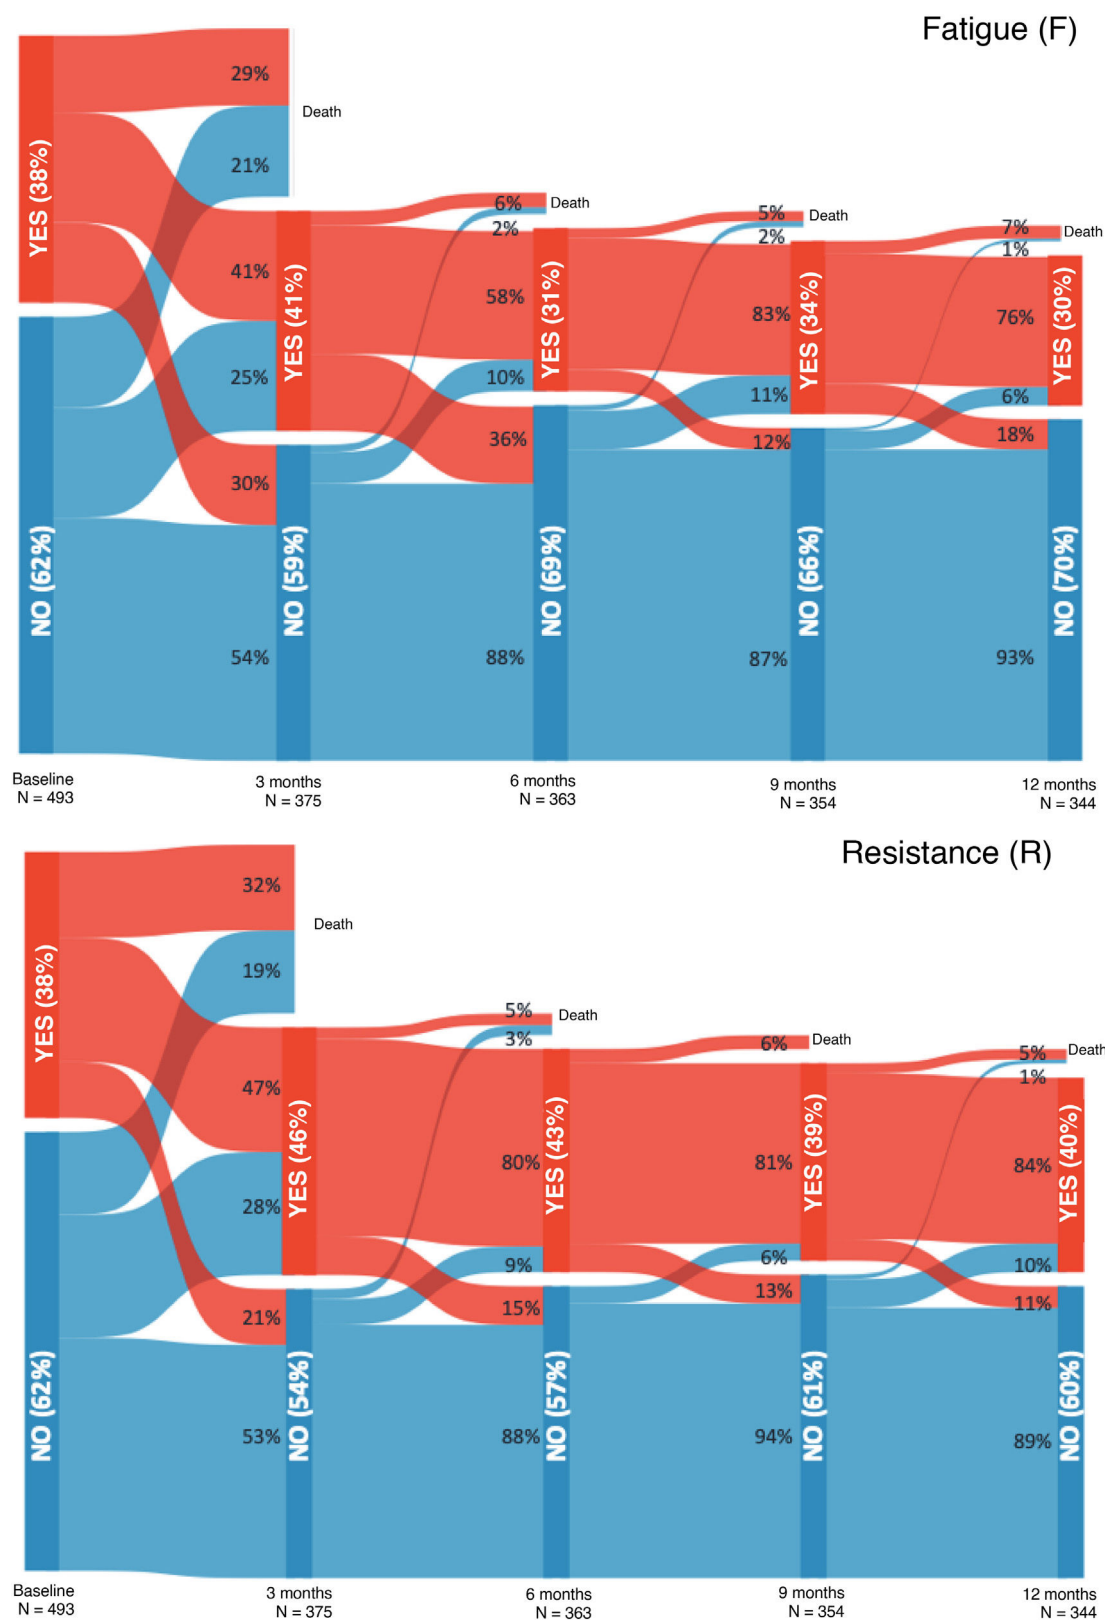 Fatigue (F)
29%
Death
21%
YES (38%)
6%
Death
2%
5%
Death
2%
7%
Death
1%
41%
YES (41%)
58%
YES (31%)
83%
YES (34%)
76%
YES (30%)
25%
10%
11%
6%
36%
12%
18%
30%
NO (62%)
NO (59%)
NO (69%)
NO (66%)
NO (70%)
54%
88%
87%
93%
Baseline
N = 493
3 months
N = 375
6 months
N = 363
9 months
N = 354
12 months
N = 344
Resistance (R)
32%
Death
19%
YES (38%)
5%
Death
3%
6%
Death
5%
Death
1%
47%
YES (46%)
80%
YES (43%)
81%
YES (39%)
84%
YES (40%)
28%
9%
6%
10%
21%
15%
13%
11%
NO (62%)
NO (54%)
NO (57%)
NO (61%)
NO (60%)
53%
88%
94%
89%
Baseline
N = 493
3 months
N = 375
6 months
N = 363
9 months
N = 354
12 months
N = 344